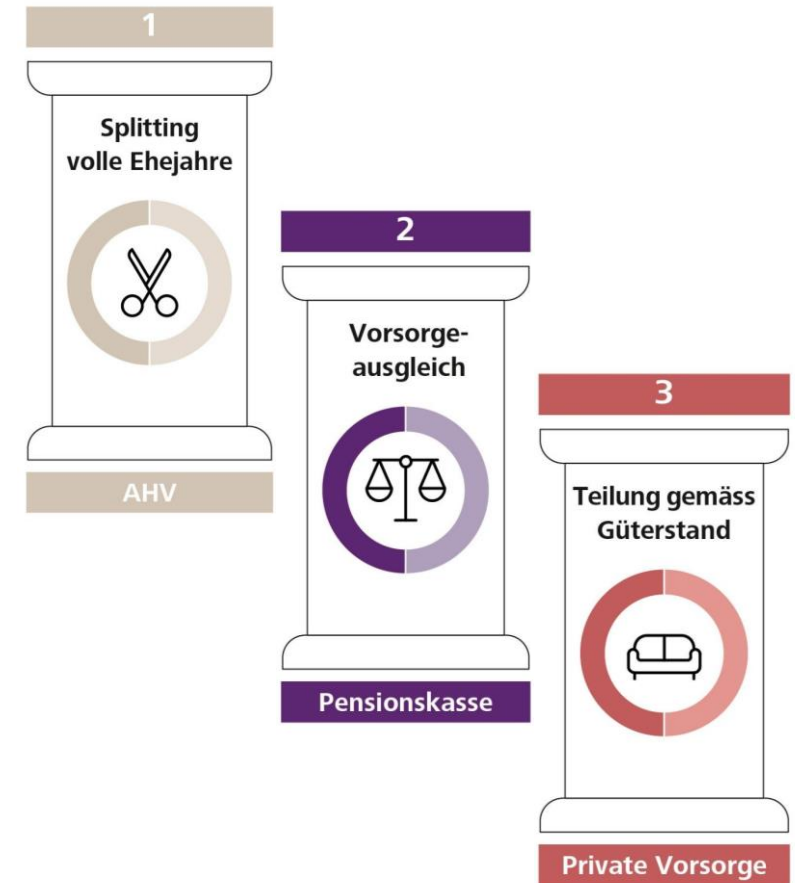 1
Splitting
volle Ehejahre
AHV
2
Vorsorge-
ausgleich
Pensionskasse
3
Teilung gemäss
Güterstand
Private Vorsorge